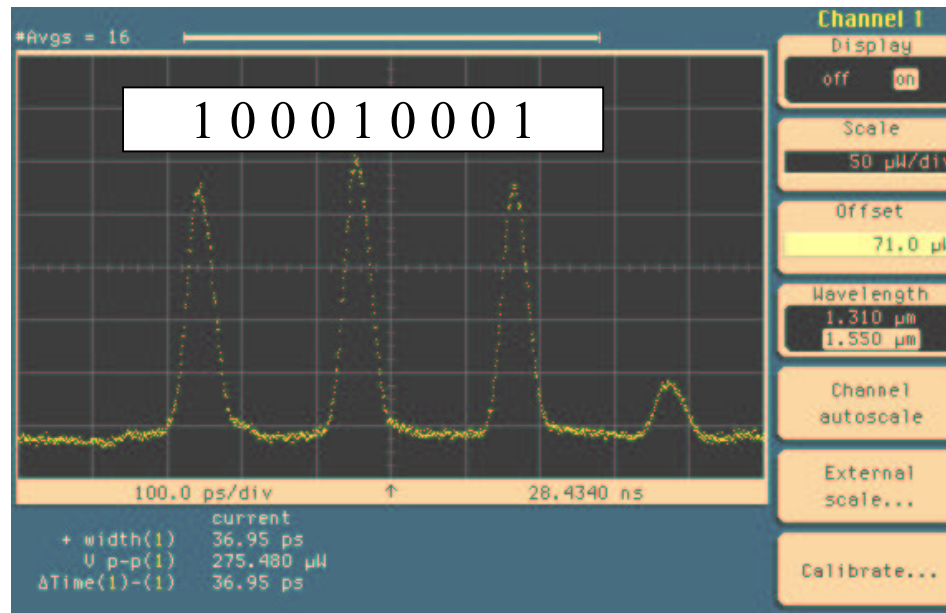 Channel 1
#Avgs = 16
Display
off on
1 0 0 0 1 0 0 0 1
Scale
50 µW/div
Offset
71.0 µW
Wavelength
1.310 µm
1.550 µm
Channel
autoscale
External
scale...
Calibrate...
100.0 ps/div ↑ 28.4340 ns
current
+ width(1) 36.95 ps
V p-p(1) 275.480 µW
ΔTime(1)-(1) 36.95 ps